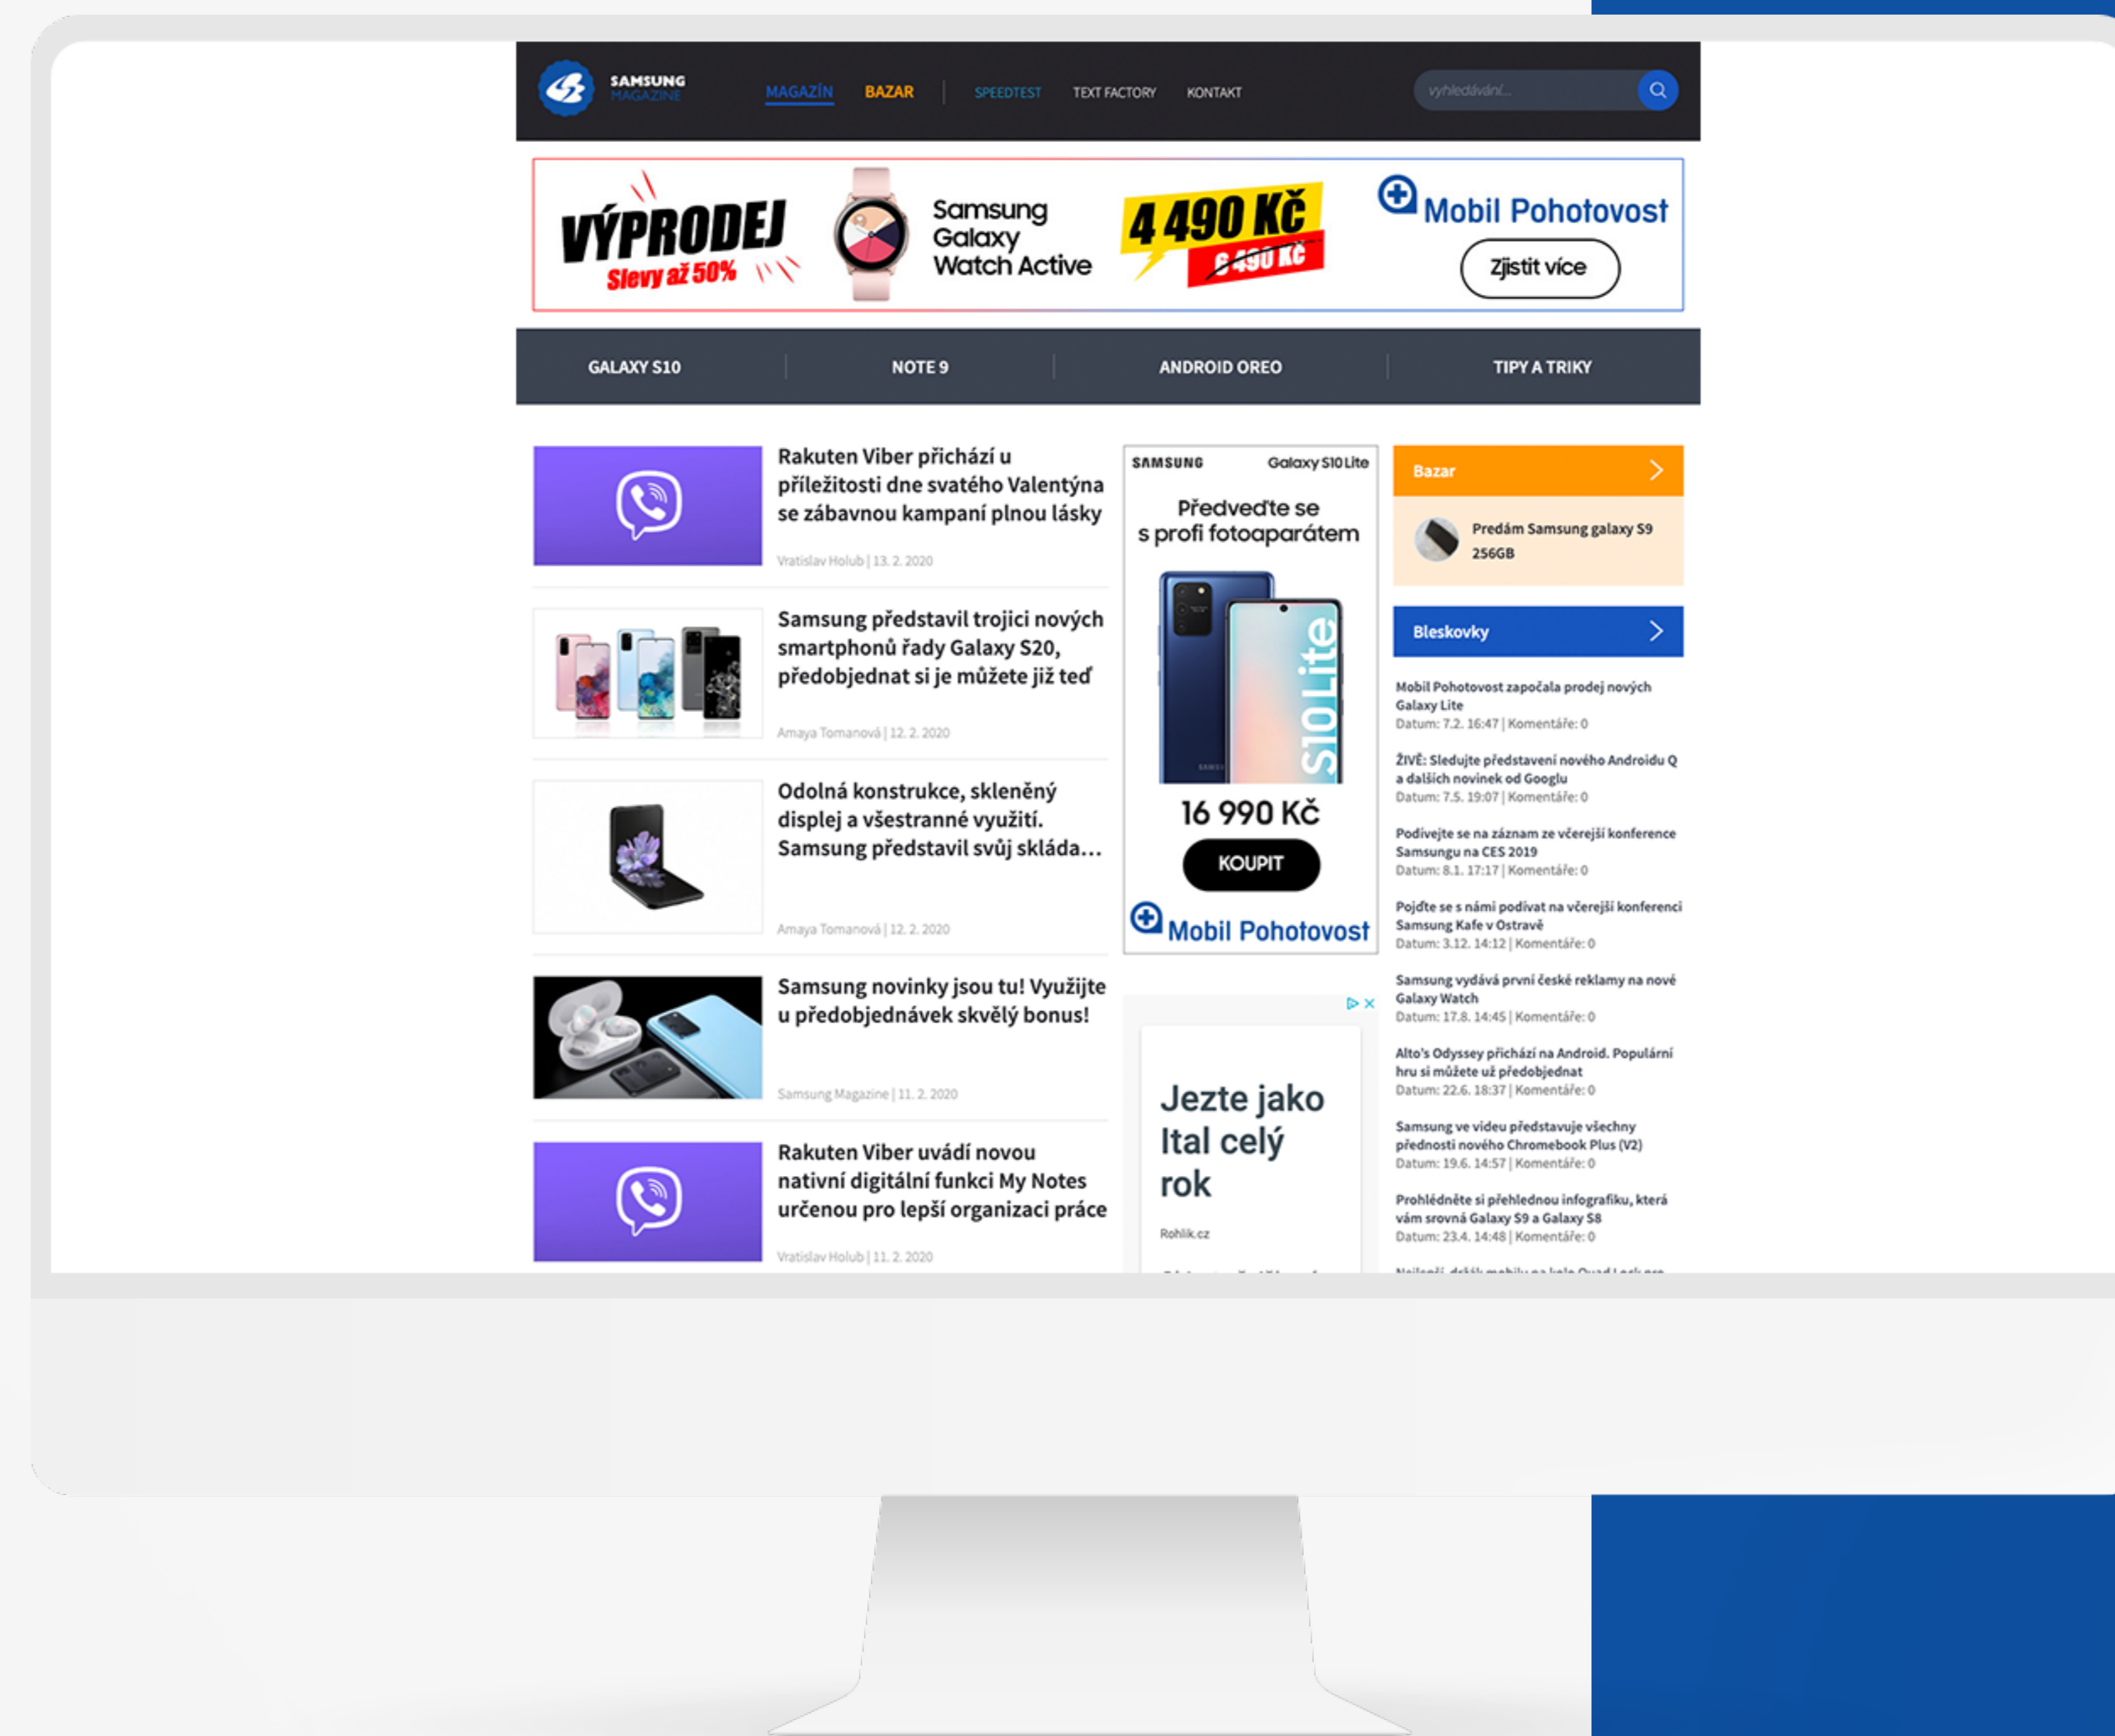 SAMSUNG
MAGAZINE
MAGAZÍN
BAZAR
SPEEDTEST
TEXT FACTORY
KONTAKT
vyhledávání...
VÝPRODEJ
Slevy až 50%
Samsung
Galaxy
Watch Active
4 490 Kč
6 490 Kč
Mobil Pohotovost
Zjistit více
GALAXY S10
NOTE 9
ANDROID OREO
TIPY A TRIKY
Rakuten Viber přichází u
příležitosti dne svatého Valentýna
se zábavnou kampaní plnou lásky
Vratislav Holub | 13. 2. 2020
Samsung představil trojici nových
smartphonů řady Galaxy S20,
předobjednat si je můžete již teď
Amaya Tomanová | 12. 2. 2020
Odolná konstrukce, skleněný
displej a všestranné využití.
Samsung představil svůj skláda...
Amaya Tomanová | 12. 2. 2020
Samsung novinky jsou tu! Využijte
u předobjednávek skvělý bonus!
Samsung Magazine | 11. 2. 2020
Rakuten Viber uvádí novou
nativní digitální funkci My Notes
určenou pro lepší organizaci práce
Vratislav Holub | 11. 2. 2020
SAMSUNG
Galaxy S10 Lite
Předveďte se
s profi fotoaparátem
S10 Lite
16 990 Kč
KOUPIT
Mobil Pohotovost
Jezte jako
Ital celý
rok
Rohlik.cz
Bazar
Predám Samsung galaxy S9
256GB
Bleskovky
Mobil Pohotovost započala prodej nových
Galaxy Lite
Datum: 7.2. 16:47 | Komentáře: 0
ŽIVĚ: Sledujte představení nového Androidu Q
a dalších novinek od Googlu
Datum: 7.5. 19:07 | Komentáře: 0
Podívejte se na záznam ze včerejší konference
Samsungu na CES 2019
Datum: 8.1. 17:17 | Komentáře: 0
Pojďte se s námi podívat na včerejší konferenci
Samsung Kafe v Ostravě
Datum: 3.12. 14:12 | Komentáře: 0
Samsung vydává první české reklamy na nové
Galaxy Watch
Datum: 17.8. 14:45 | Komentáře: 0
Alto's Odyssey přichází na Android. Populární
hru si můžete už předobjednat
Datum: 22.6. 18:37 | Komentáře: 0
Samsung ve videu představuje všechny
přednosti nového Chromebook Plus (V2)
Datum: 19.6. 14:57 | Komentáře: 0
Prohlédněte si přehlednou infografiku, která
vám srovná Galaxy S9 a Galaxy S8
Datum: 23.4. 14:48 | Komentáře: 0